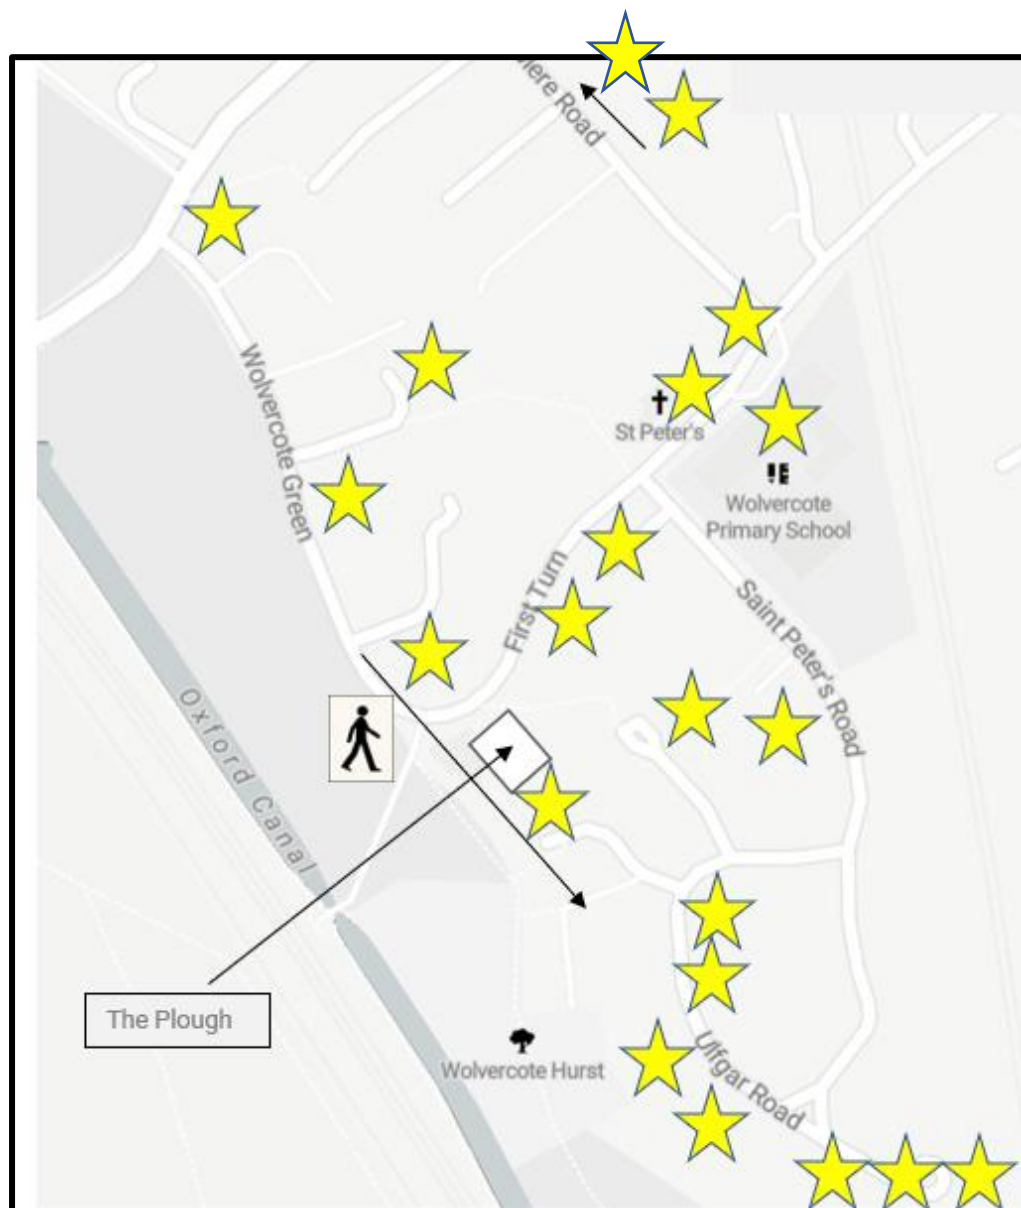 Road
Wolvercote Green
St Peter's
Wolvercote
Primary School
First Turn
Saint Peter's Road
Oxford Canal
The Plough
Wolvercote Hurst
Ulfgar Road